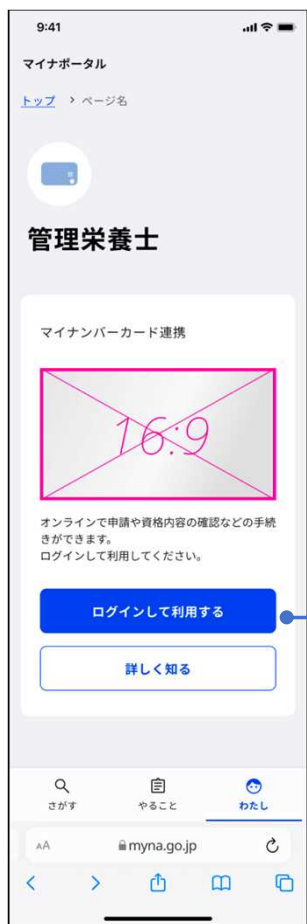 9:41
マイナポータル
トップ > ページ名
管理栄養士
マイナンバーカード連携
16:9
オンラインで申請や資格内容の確認などの手続
きができます。
ログインして利用してください。
ログインして利用する
詳しく知る
さがす やること わたし
AA myna.go.jp